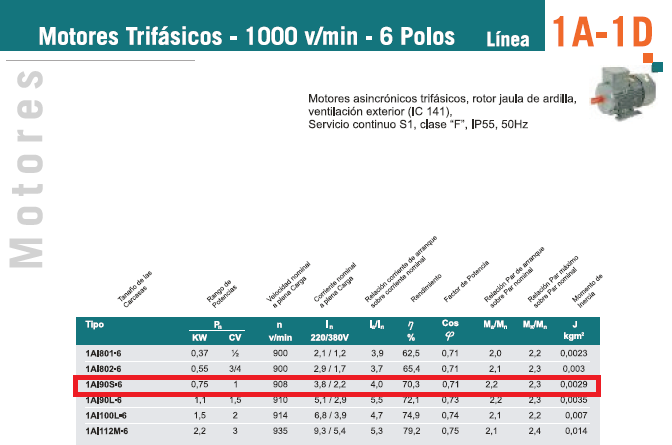 Motores Trifásicos - 1000 v/min - 6 Polos Línea 1A-1D
Motores
Motores asincrónicos trifásicos, rotor jaula de ardilla,
ventilación exterior (IC 141),
Servicio continuo S1, clase "F", IP55, 50Hz
Tamaño de las
Carcasas
Rango de
Potencias
Velocidad nominal
a plena Carga
Corriente nominal
a plena Carga
Relación corriente de arranque
sobre corriente nominal
Rendimiento
Factor de Potencia
Relación Par de arranque
sobre Par nominal
Relación Par máximo
sobre Par nominal
Momento de
Inercia
Tipo Pₙ n Iₙ Iₐ/Iₙ η Cos Mₐ/Mₙ Mₘ/Mₙ J
KW CV v/min 220/380V % φ kgm²
1AI801-6 0,37 ½ 900 2,1 / 1,2 3,9 62,5 0,71 2,0 2,2 0,0023
1AI802-6 0,55 3/4 900 2,9 / 1,7 3,7 65,4 0,71 2,1 2,3 0,003
1AI90S-6 0,75 1 908 3,8 / 2,2 4,0 70,3 0,71 2,2 2,3 0,0029
1AI90L-6 1,1 1,5 910 5,1 / 2,9 5,5 72,1 0,73 2,2 2,3 0,0035
1AI100L-6 1,5 2 914 6,8 / 3,9 4,7 74,9 0,74 2,1 2,2 0,007
1AI112M-6 2,2 3 935 9,3 / 5,4 5,3 79,2 0,75 2,1 2,4 0,014